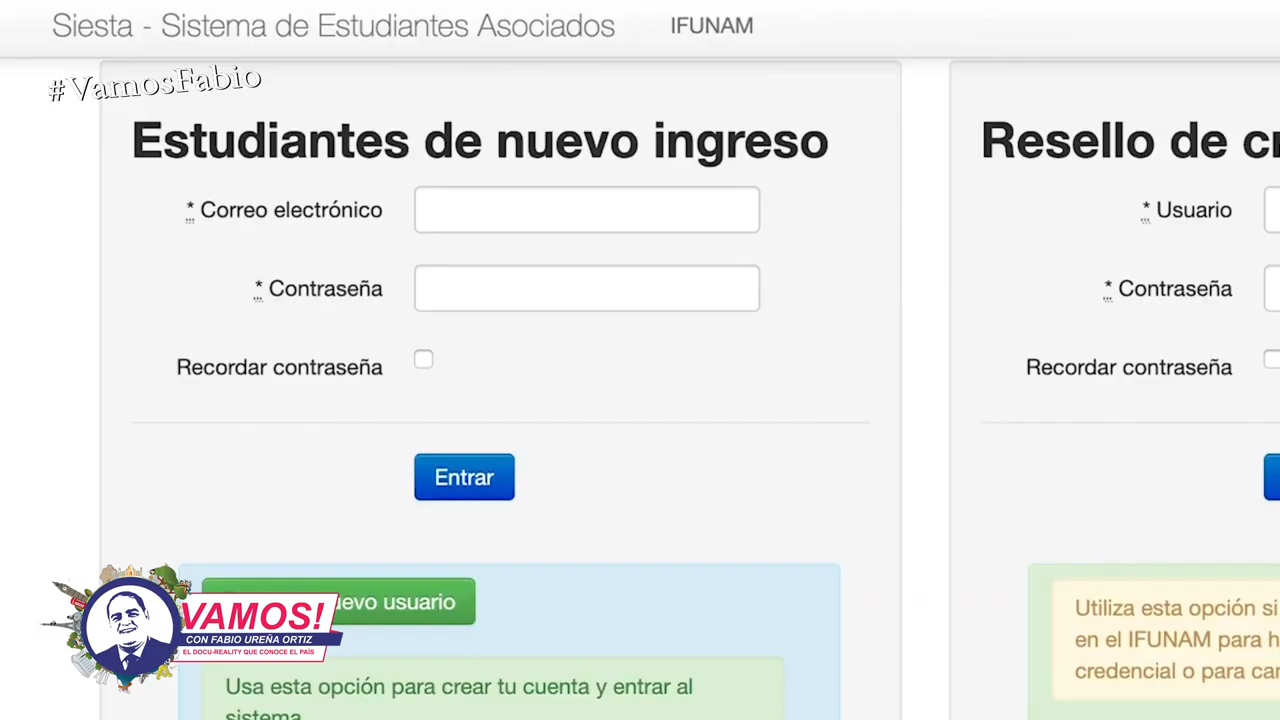 Siesta - Sistema de Estudiantes Asociados IFUNAM
#VamosFabio
Estudiantes de nuevo ingreso
* Correo electrónico
* Contraseña
Recordar contraseña
Entrar
usuario
Usa esta opción para crear tu cuenta y entrar al
sistema
Resello de
* Usuario
* Contraseña
Recordar contraseña
Utiliza esta opción si
en el IFUNAM para
credencial o para
VAMOS!
CON FABIO UREÑA ORTIZ
EL DOCU-REALITY QUE CONOCE EL PAÍS